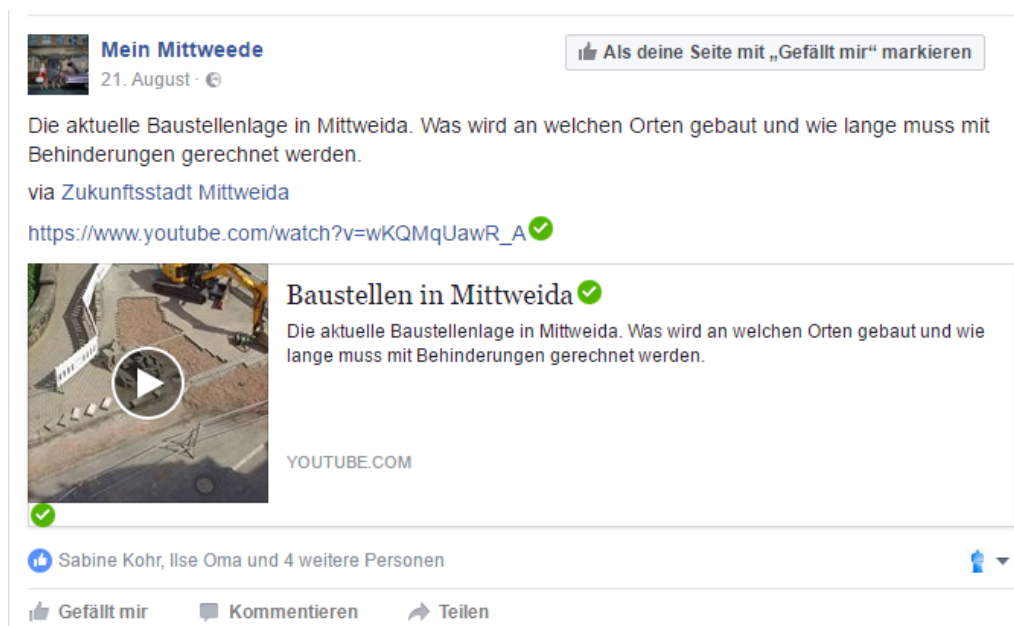 Mein Mittweede
Als deine Seite mit „Gefällt mir“ markieren
21. August ·
Die aktuelle Baustellenlage in Mittweida. Was wird an welchen Orten gebaut und wie lange muss mit
Behinderungen gerechnet werden.
via Zukunftsstadt Mittweida
https://www.youtube.com/watch?v=wKQMqUawR_A
Baustellen in Mittweida
Die aktuelle Baustellenlage in Mittweida. Was wird an welchen Orten gebaut und wie
lange muss mit Behinderungen gerechnet werden.
YOUTUBE.COM
Sabine Kohr, Ilse Oma und 4 weitere Personen
Gefällt mir Kommentieren Teilen